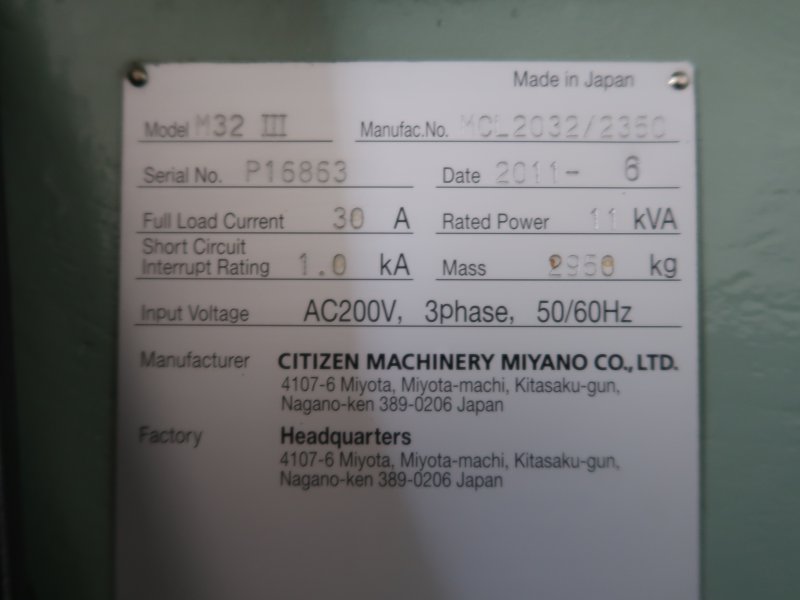 Made in Japan
Model M32 III Manufac.No. MCL2032/2350
Serial No. P16863 Date 2011- 6
Full Load Current 30 A Rated Power 11 kVA
Short Circuit
Interrupt Rating 1.0 kA Mass 2950 kg
Input Voltage AC200V, 3phase, 50/60Hz
Manufacturer CITIZEN MACHINERY MIYANO CO., LTD.
4107-6 Miyota, Miyota-machi, Kitasaku-gun,
Nagano-ken 389-0206 Japan
Factory Headquarters
4107-6 Miyota, Miyota-machi, Kitasaku-gun,
Nagano-ken 389-0206 Japan